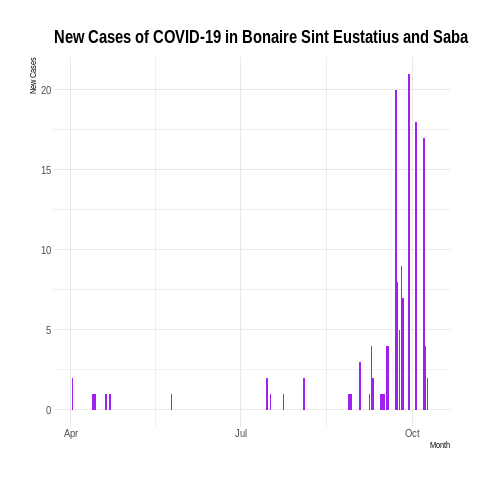 New Cases of COVID-19 in Bonaire Sint Eustatius and Saba
New Cases
20
15
10
5
0
Apr
Jul
Oct
Month